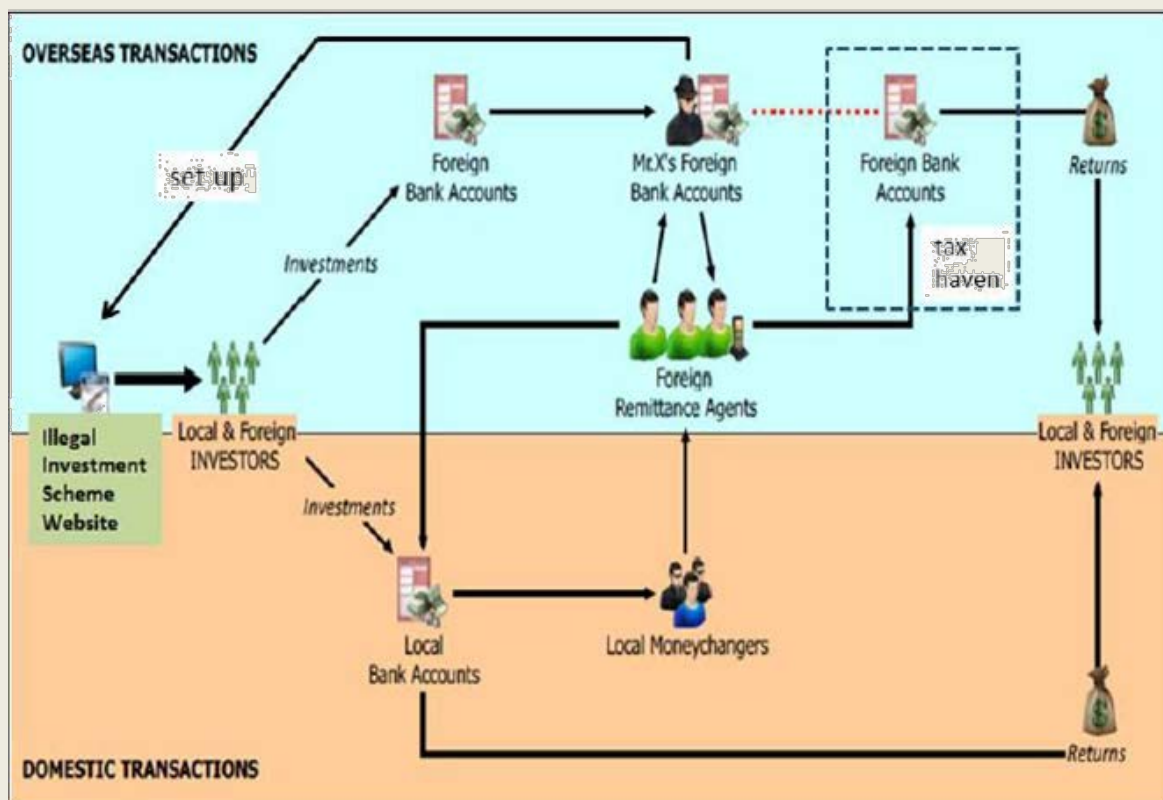 OVERSEAS TRANSACTIONS
set up
Foreign
Bank Accounts
Mr.X's Foreign
Bank Accounts
Foreign Bank
Accounts
Returns
Investments
tax
haven
Foreign
Remittance Agents
Illegal
Investment
Scheme
Website
Local & Foreign
INVESTORS
Local & Foreign
INVESTORS
Investments
Local
Bank Accounts
Local Moneychangers
Returns
DOMESTIC TRANSACTIONS